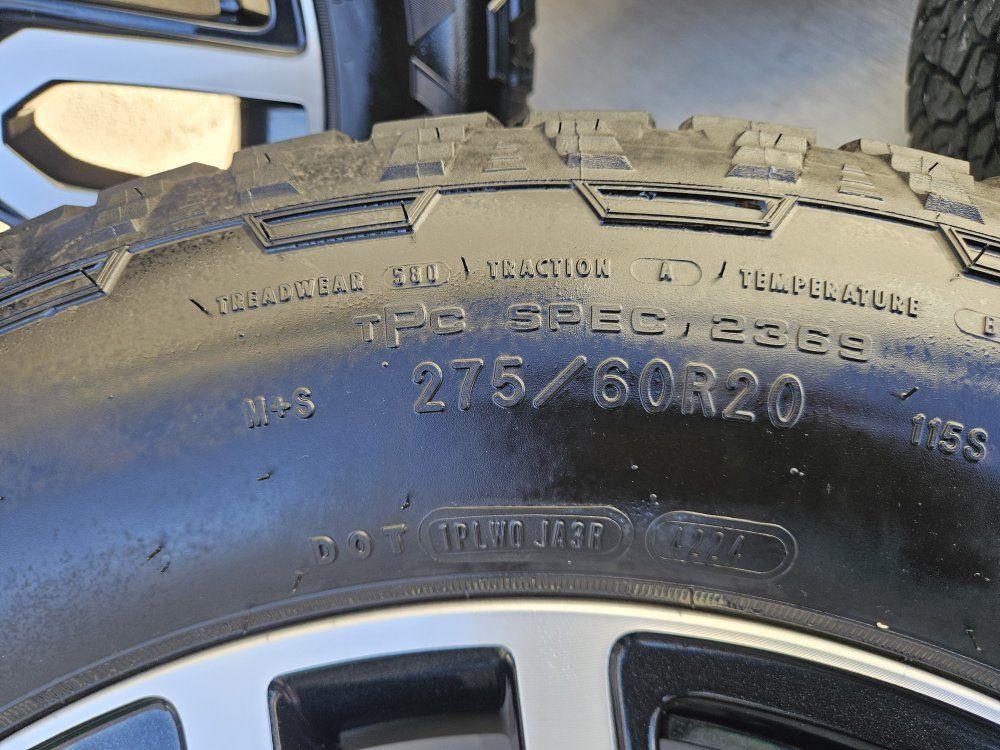 TREADWEAR 580 TRACTION A TEMPERATURE B
TPC SPEC 2369
M+S 275/60R20 115S
DOT 1PLW0 JA3R 4224